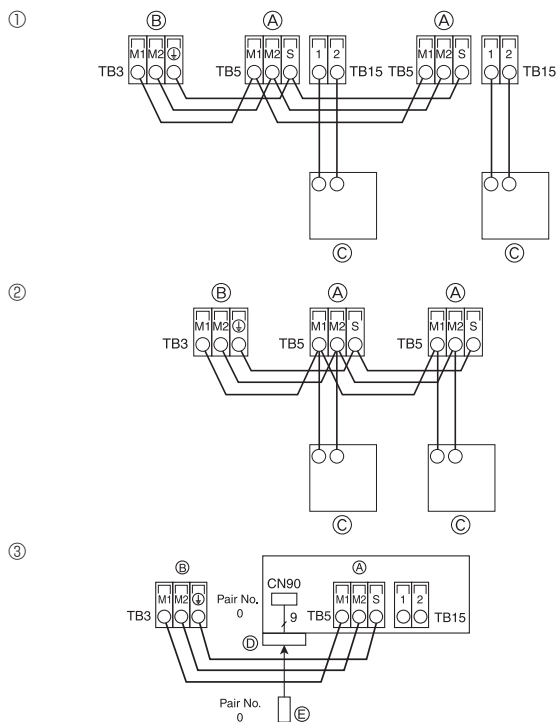 ①
Ⓑ Ⓐ Ⓐ
M1 M2 M1 M2 S 1 2 M1 M2 S 1 2
TB3 TB5 TB15 TB5 TB15
Ⓒ Ⓒ
②
Ⓑ Ⓐ Ⓐ
M1 M2 M1 M2 S M1 M2 S
TB3 TB5 TB5
Ⓒ Ⓒ
③
Ⓑ Ⓐ
CN90
M1 M2 Pair No. M1 M2 S 1 2
TB3 0 9 TB5 TB15
Ⓓ
Pair No.
0 Ⓔ